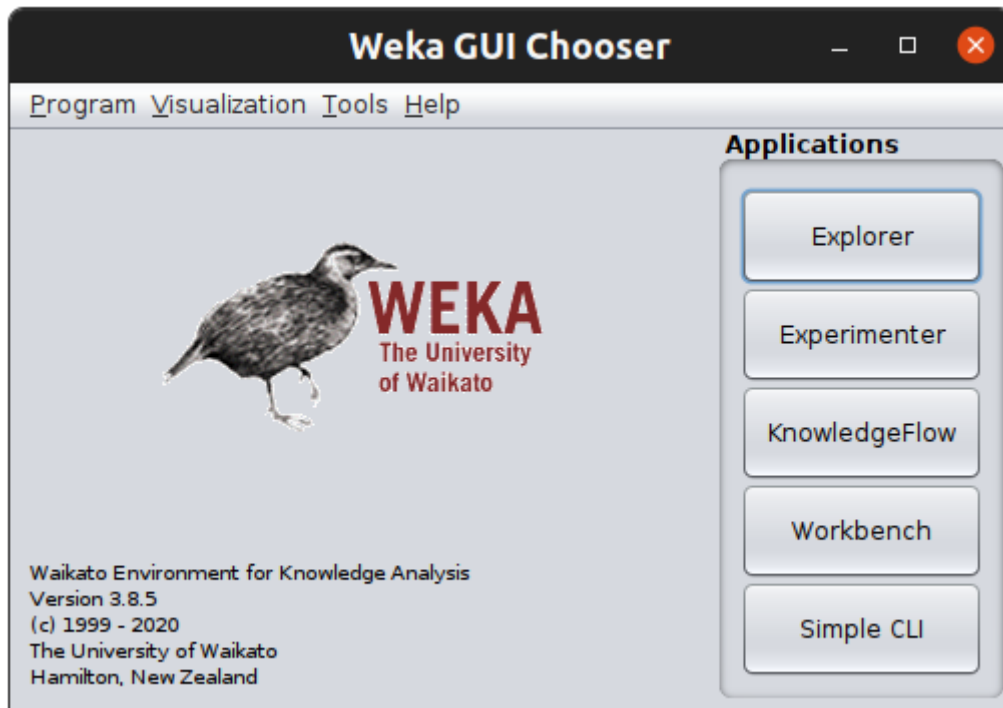 Weka GUI Chooser
Program Visualization Tools Help
WEKA
The University
of Waikato
Waikato Environment for Knowledge Analysis
Version 3.8.5
(c) 1999 - 2020
The University of Waikato
Hamilton, New Zealand
Applications
Explorer
Experimenter
KnowledgeFlow
Workbench
Simple CLI